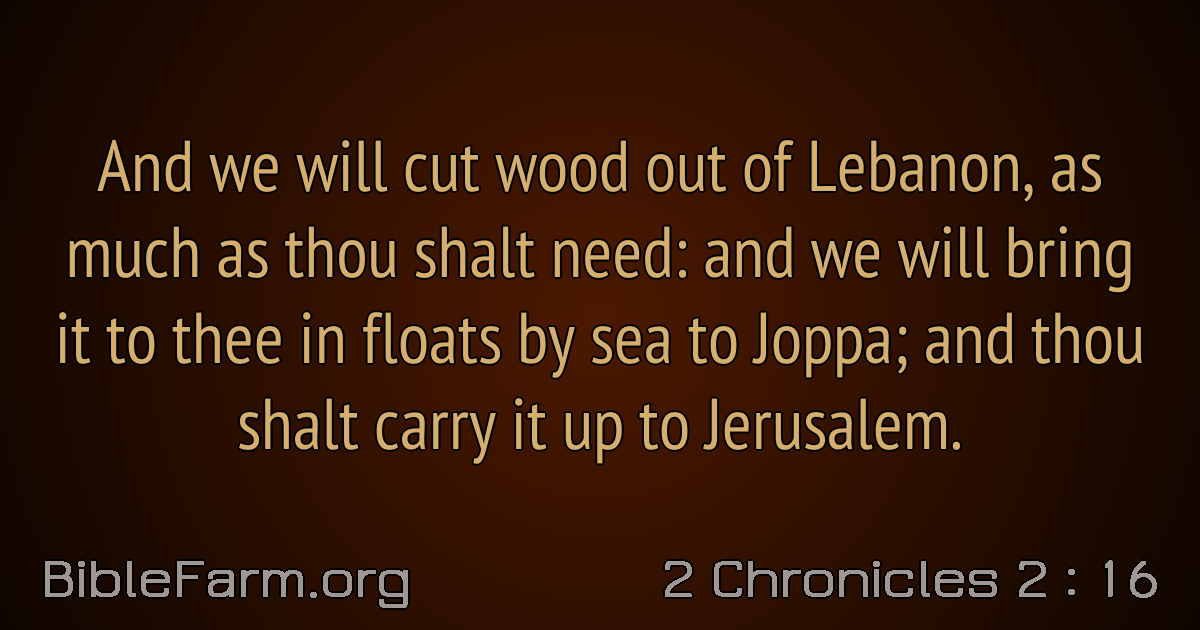 And we will cut wood out of Lebanon, as
much as thou shalt need: and we will bring
it to thee in floats by sea to Joppa; and thou
shalt carry it up to Jerusalem.
BibleFarm.org
2 Chronicles 2 : 16